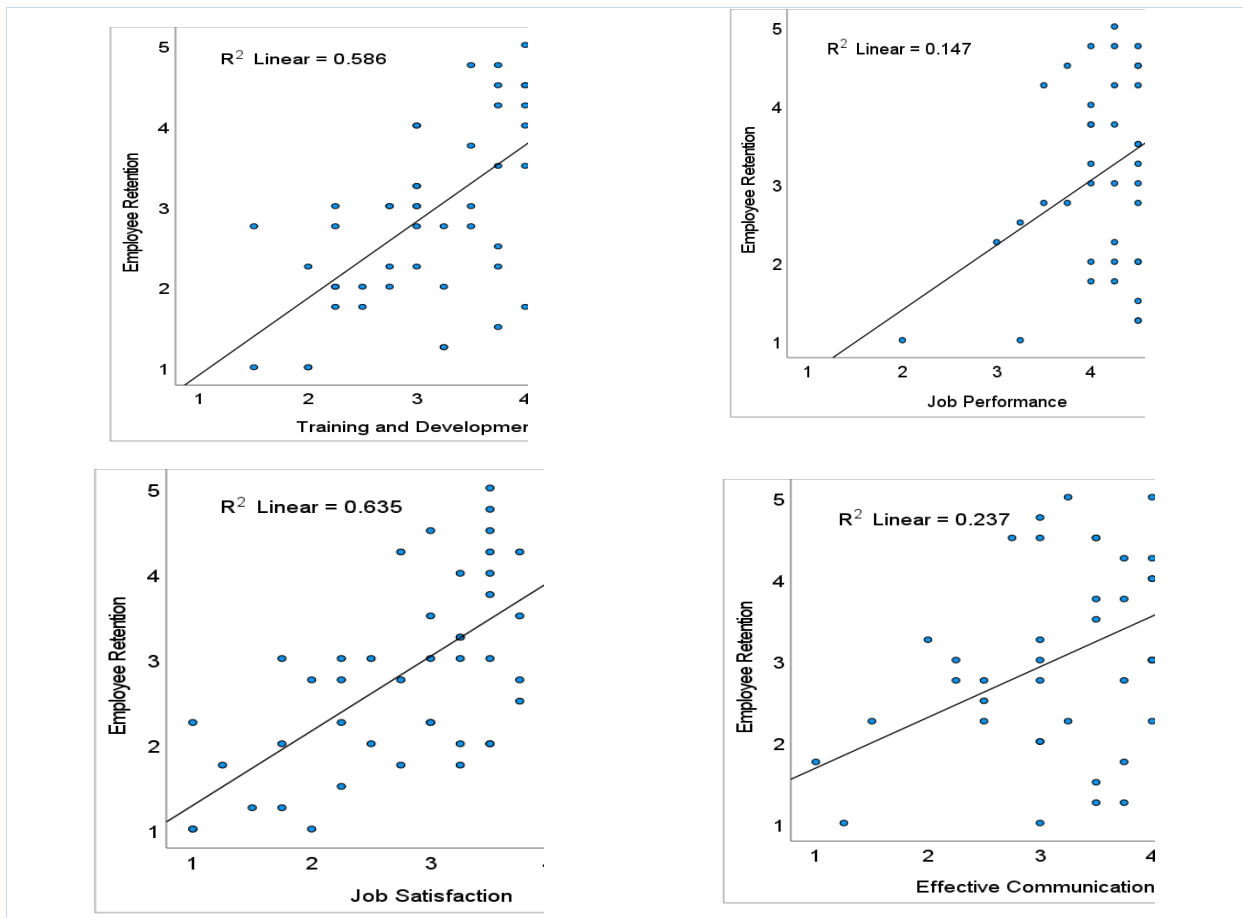 R² Linear = 0.586
Employee Retention
5
4
3
2
1
1 2 3 4
Training and Developmen
R² Linear = 0.147
Employee Retention
5
4
3
2
1
1 2 3 4
Job Performance
R² Linear = 0.635
Employee Retention
5
4
3
2
1
1 2 3
Job Satisfaction
R² Linear = 0.237
Employee Retention
5
4
3
2
1
1 2 3 4
Effective Communication